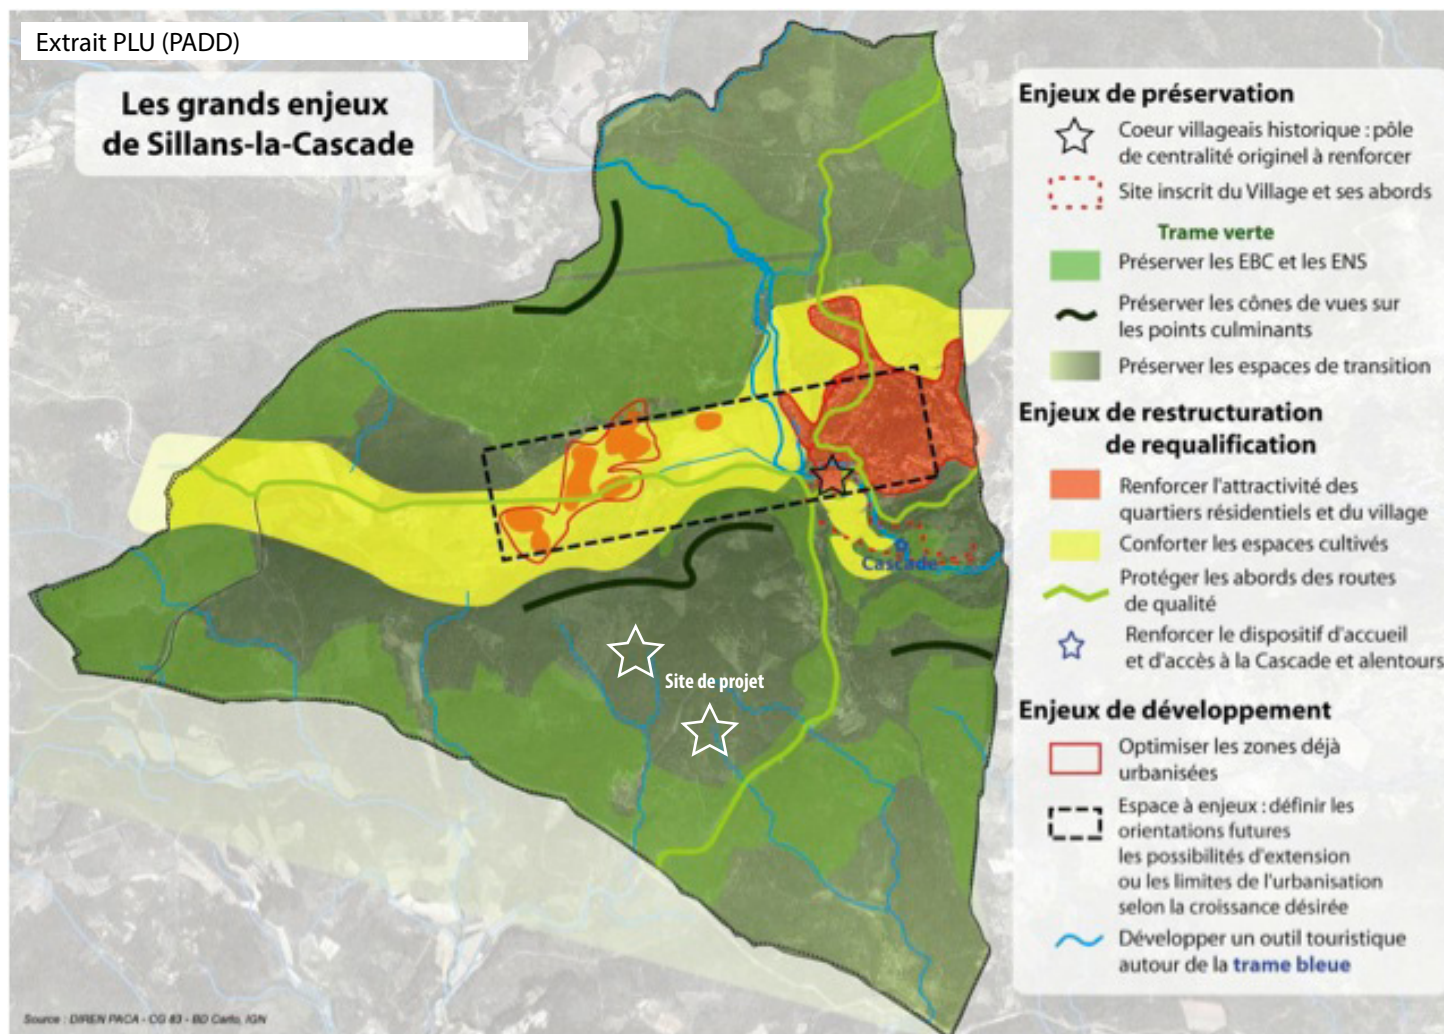 Extrait PLU (PADD)
Les grands enjeux
de Sillans-la-Cascade
Enjeux de préservation
Coeur villageais historique : pôle
de centralité originel à renforcer
Site inscrit du Village et ses abords
Trame verte
Préserver les EBC et les ENS
Préserver les cônes de vues sur
les points culminants
Préserver les espaces de transition
Enjeux de restructuration
de requalification
Renforcer l'attractivité des
quartiers résidentiels et du village
Conforter les espaces cultivés
Protéger les abords des routes
de qualité
Renforcer le dispositif d'accueil
et d'accès à la Cascade et alentours
Enjeux de développement
Optimiser les zones déjà
urbanisées
Espace à enjeux : définir les
orientations futures
les possibilités d'extension
ou les limites de l'urbanisation
selon la croissance désirée
Développer un outil touristique
autour de la trame bleue
Cascade
Site de projet
Source : DIREN PACA - CG 83 - BD Carto, IGN